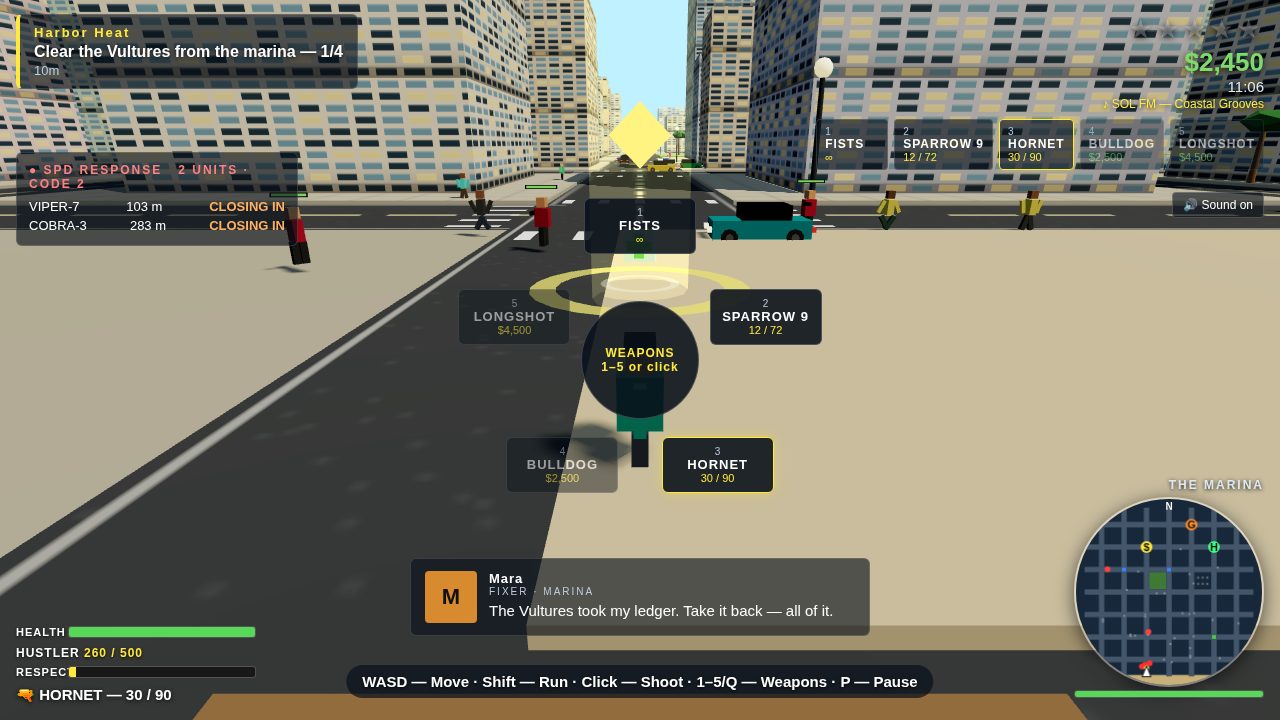 Harbor Heat
Clear the Vultures from the marina — 1/4
10m
● SPD RESPONSE 2 UNITS ·
CODE 2
VIPER-7 103 m CLOSING IN
COBRA-3 283 m CLOSING IN
$2,450
11:06
♪ SOL FM — Coastal Grooves
1
FISTS
∞
2
SPARROW 9
12 / 72
3
HORNET
30 / 90
4
BULLDOG
$2,500
5
LONGSHOT
$4,500
🔊 Sound on
1
FISTS
∞
5
LONGSHOT
$4,500
2
SPARROW 9
12 / 72
WEAPONS
1–5 or click
4
BULLDOG
$2,500
3
HORNET
30 / 90
M
Mara
FIXER · MARINA
The Vultures took my ledger. Take it back — all of it.
THE MARINA
N
G
S
H
HEALTH
HUSTLER 260 / 500
RESPECT
🔫 HORNET — 30 / 90
WASD — Move · Shift — Run · Click — Shoot · 1–5/Q — Weapons · P — Pause